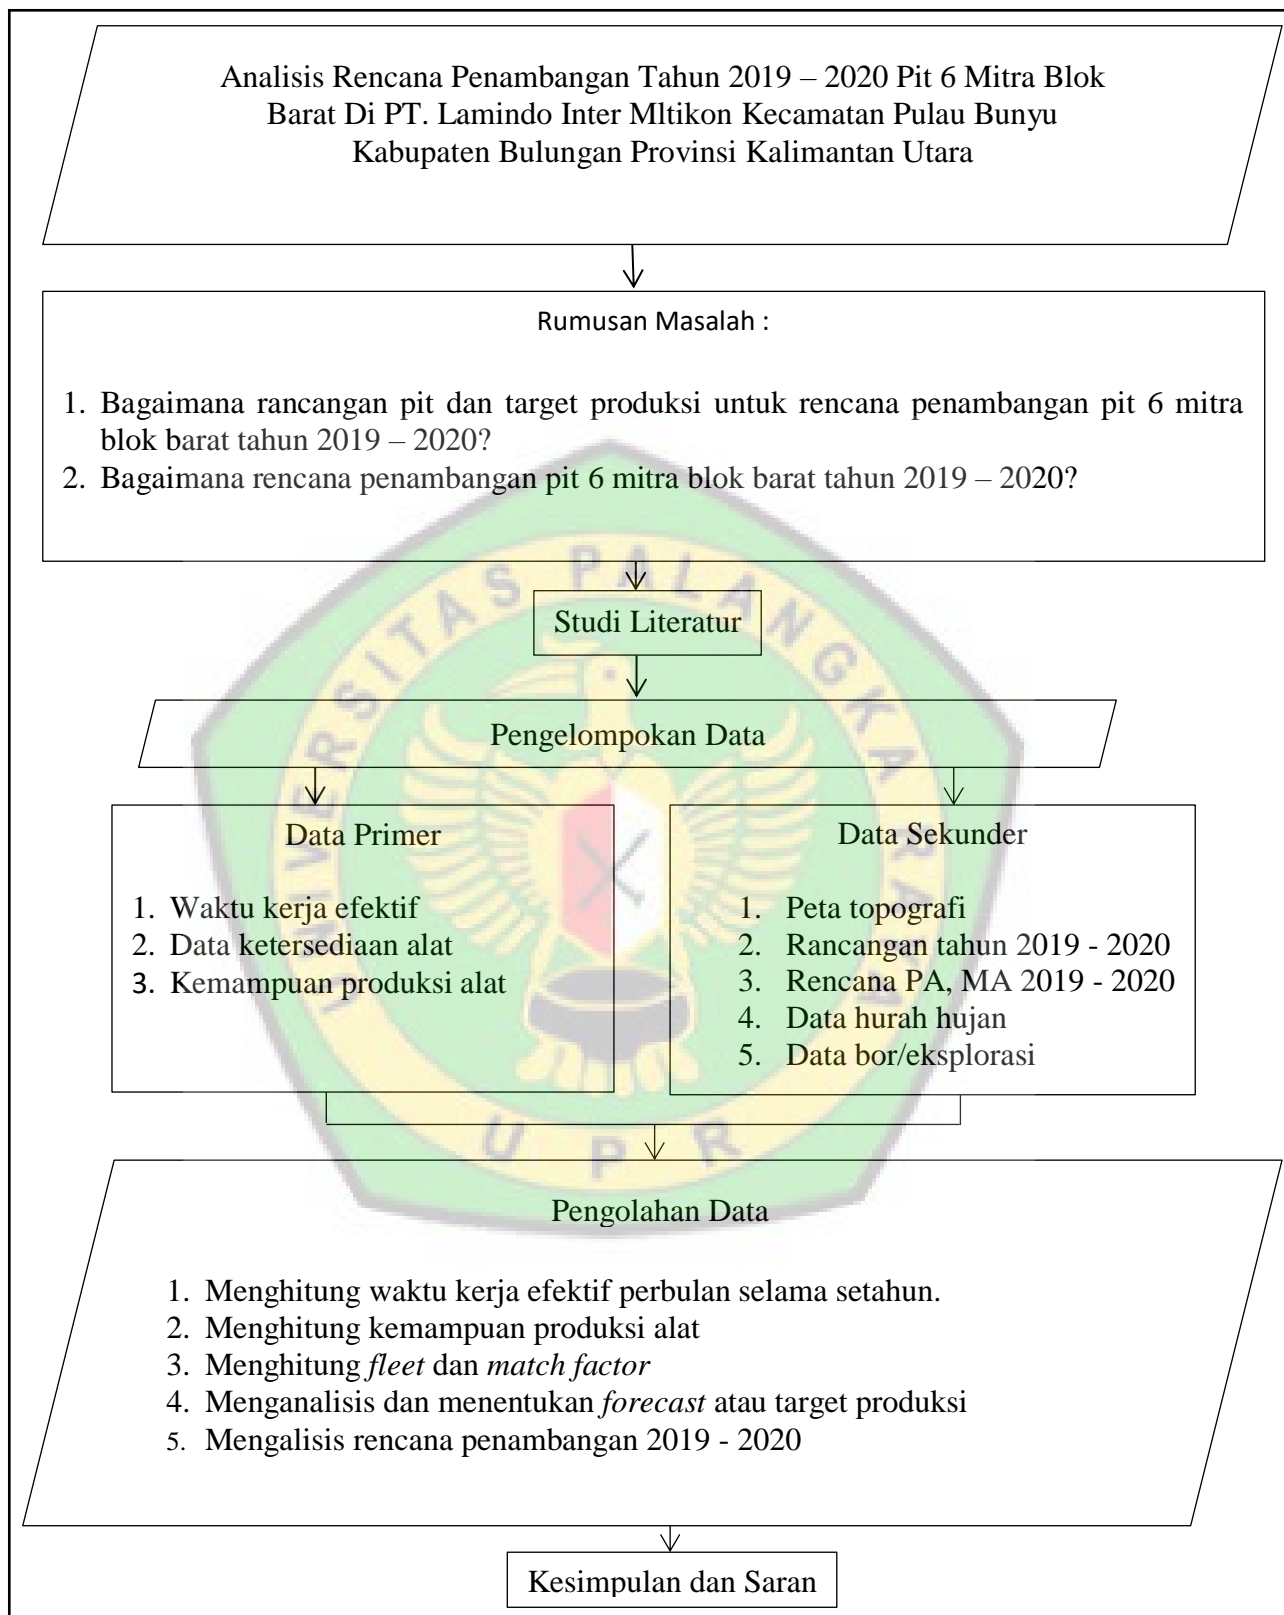 Analisis Rencana Penambangan Tahun 2019 – 2020 Pit 6 Mitra Blok
Barat Di PT. Lamindo Inter Mltikon Kecamatan Pulau Bunyu
Kabupaten Bulungan Provinsi Kalimantan Utara
Rumusan Masalah :
1. Bagaimana rancangan pit dan target produksi untuk rencana penambangan pit 6 mitra
blok barat tahun 2019 – 2020?
2. Bagaimana rencana penambangan pit 6 mitra blok barat tahun 2019 – 2020?
Studi Literatur
Pengelompokan Data
Data Primer
1. Waktu kerja efektif
2. Data ketersediaan alat
3. Kemampuan produksi alat
Data Sekunder
1. Peta topografi
2. Rancangan tahun 2019 - 2020
3. Rencana PA, MA 2019 - 2020
4. Data hurah hujan
5. Data bor/eksplorasi
Pengolahan Data
1. Menghitung waktu kerja efektif perbulan selama setahun.
2. Menghitung kemampuan produksi alat
3. Menghitung fleet dan match factor
4. Menganalisis dan menentukan forecast atau target produksi
5. Mengalisis rencana penambangan 2019 - 2020
Kesimpulan dan Saran
UNIVERSITAS PALANGKA RAYA
UPR